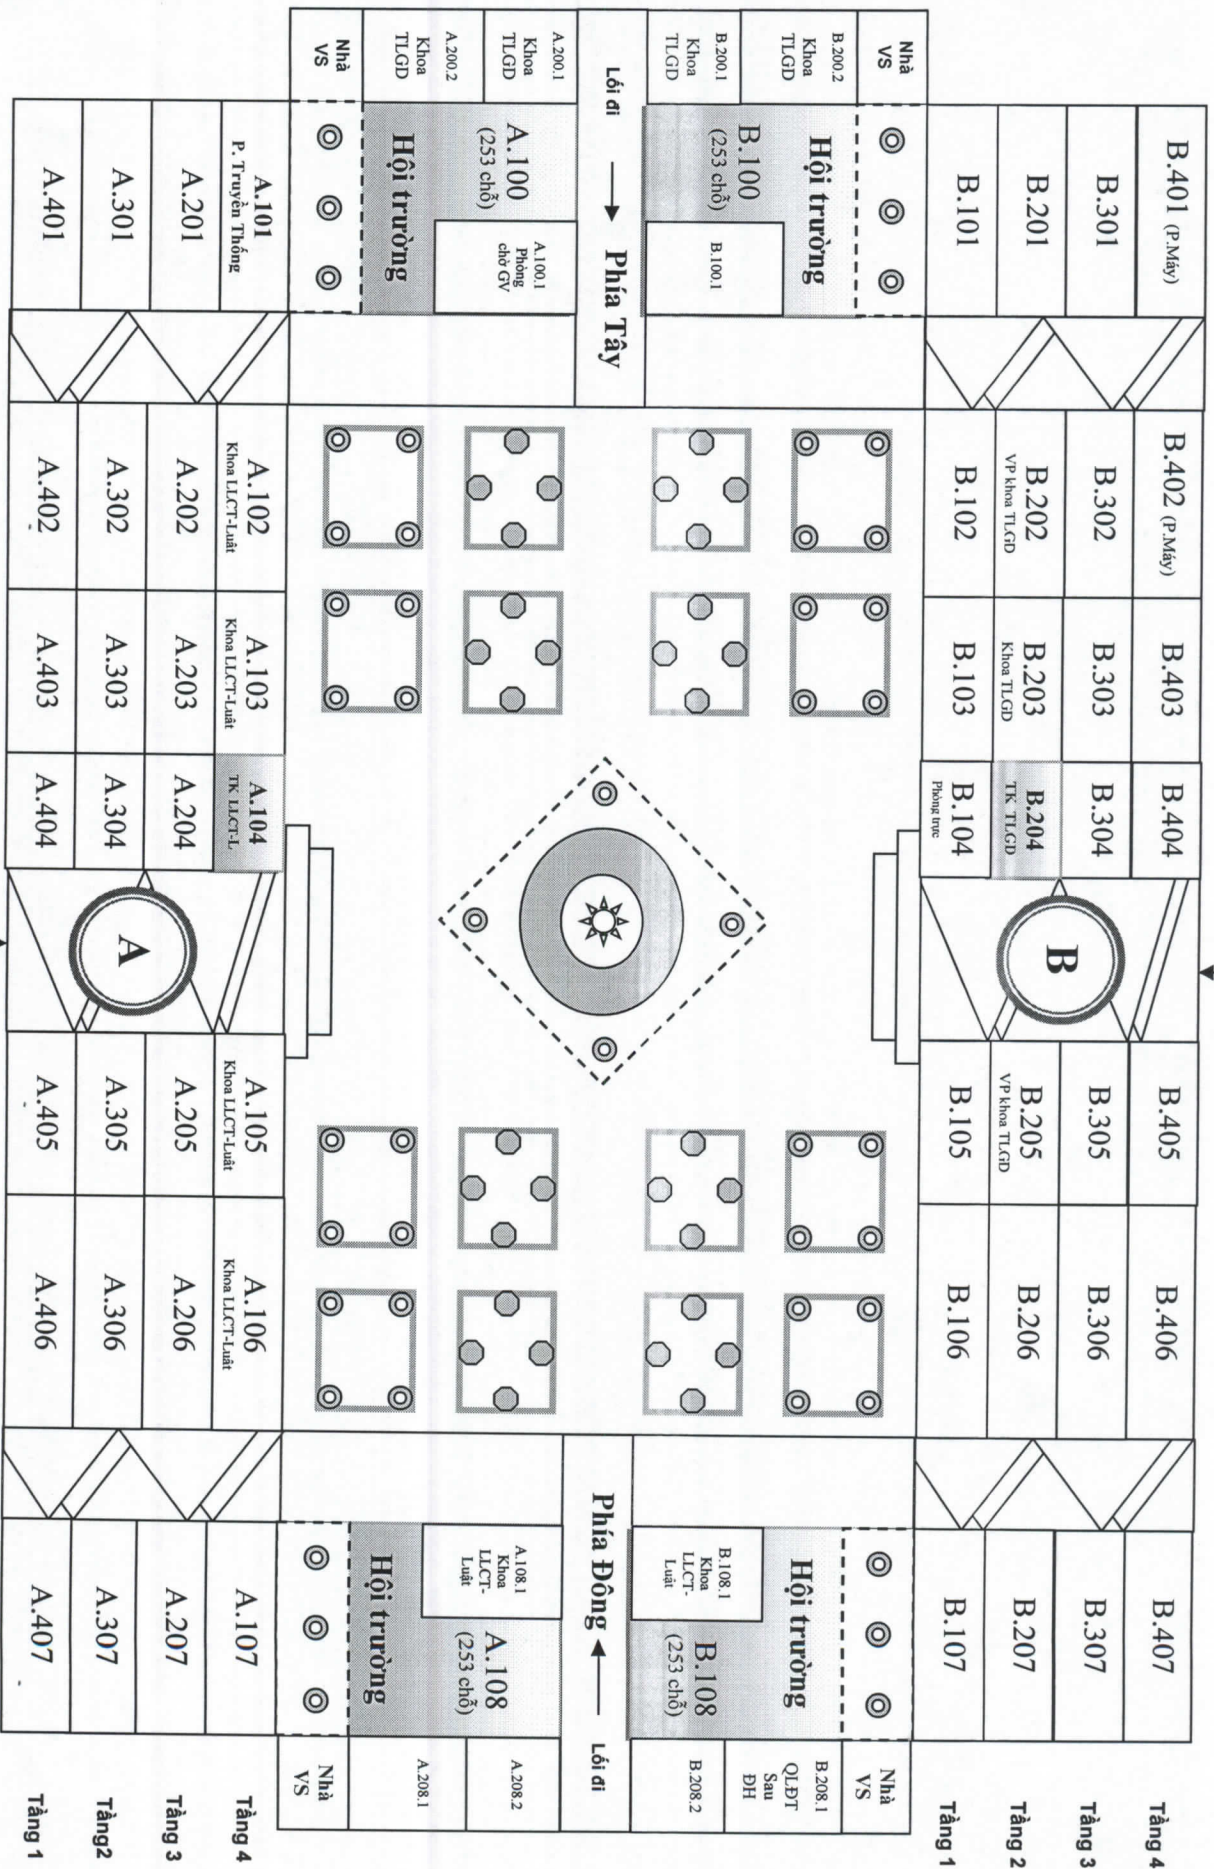 B.401 (P.Máy)
B.402 (P.Máy)
B.403
B.404
B.405
B.406
B.407
Tầng 4
B.301
B.302
B.303
B.304
B.305
B.306
B.307
Tầng 3
B.201
B.202
VP khoa TLGD
B.203
Khoa TLGD
B.204
TK TLGD
B
B.205
VP khoa TLGD
B.206
B.207
Tầng 2
B.101
B.102
B.103
B.104
Phòng trực
B.105
B.106
B.107
Tầng 1
Nhà
VS
Nhà
VS
B.200.2
Khoa
TLGD
Hội trường
B.100
(253 chỗ)
B.200.1
Khoa
TLGD
B.100.1
Hội trường
B.108
(253 chỗ)
B.108.1
Khoa
LLCT-
Luật
B.208.1
QLĐT
Sau
ĐH
B.208.2
Lối đi
Phía Tây
Phía Đông
Lối đi
A.200.1
Khoa
TLGD
A.100
(253 chỗ)
A.100.1
Phòng
chờ GV
A.200.2
Khoa
TLGD
Hội trường
A.108.1
Khoa
LLCT-
Luật
A.108
(253 chỗ)
Hội trường
A.208.2
A.208.1
Nhà
VS
Nhà
VS
A.101
P. Truyền Thống
A.102
Khoa LLCT-Luật
A.103
Khoa LLCT-Luật
A.104
TK LLCT-L
A.105
Khoa LLCT-Luật
A.106
Khoa LLCT-Luật
A.107
Tầng 4
A.201
A.202
A.203
A.204
A.205
A.206
A.207
Tầng 3
A
A.301
A.302
A.303
A.304
A.305
A.306
A.307
Tầng2
A.401
A.402
A.403
A.404
A.405
A.406
A.407
Tầng 1